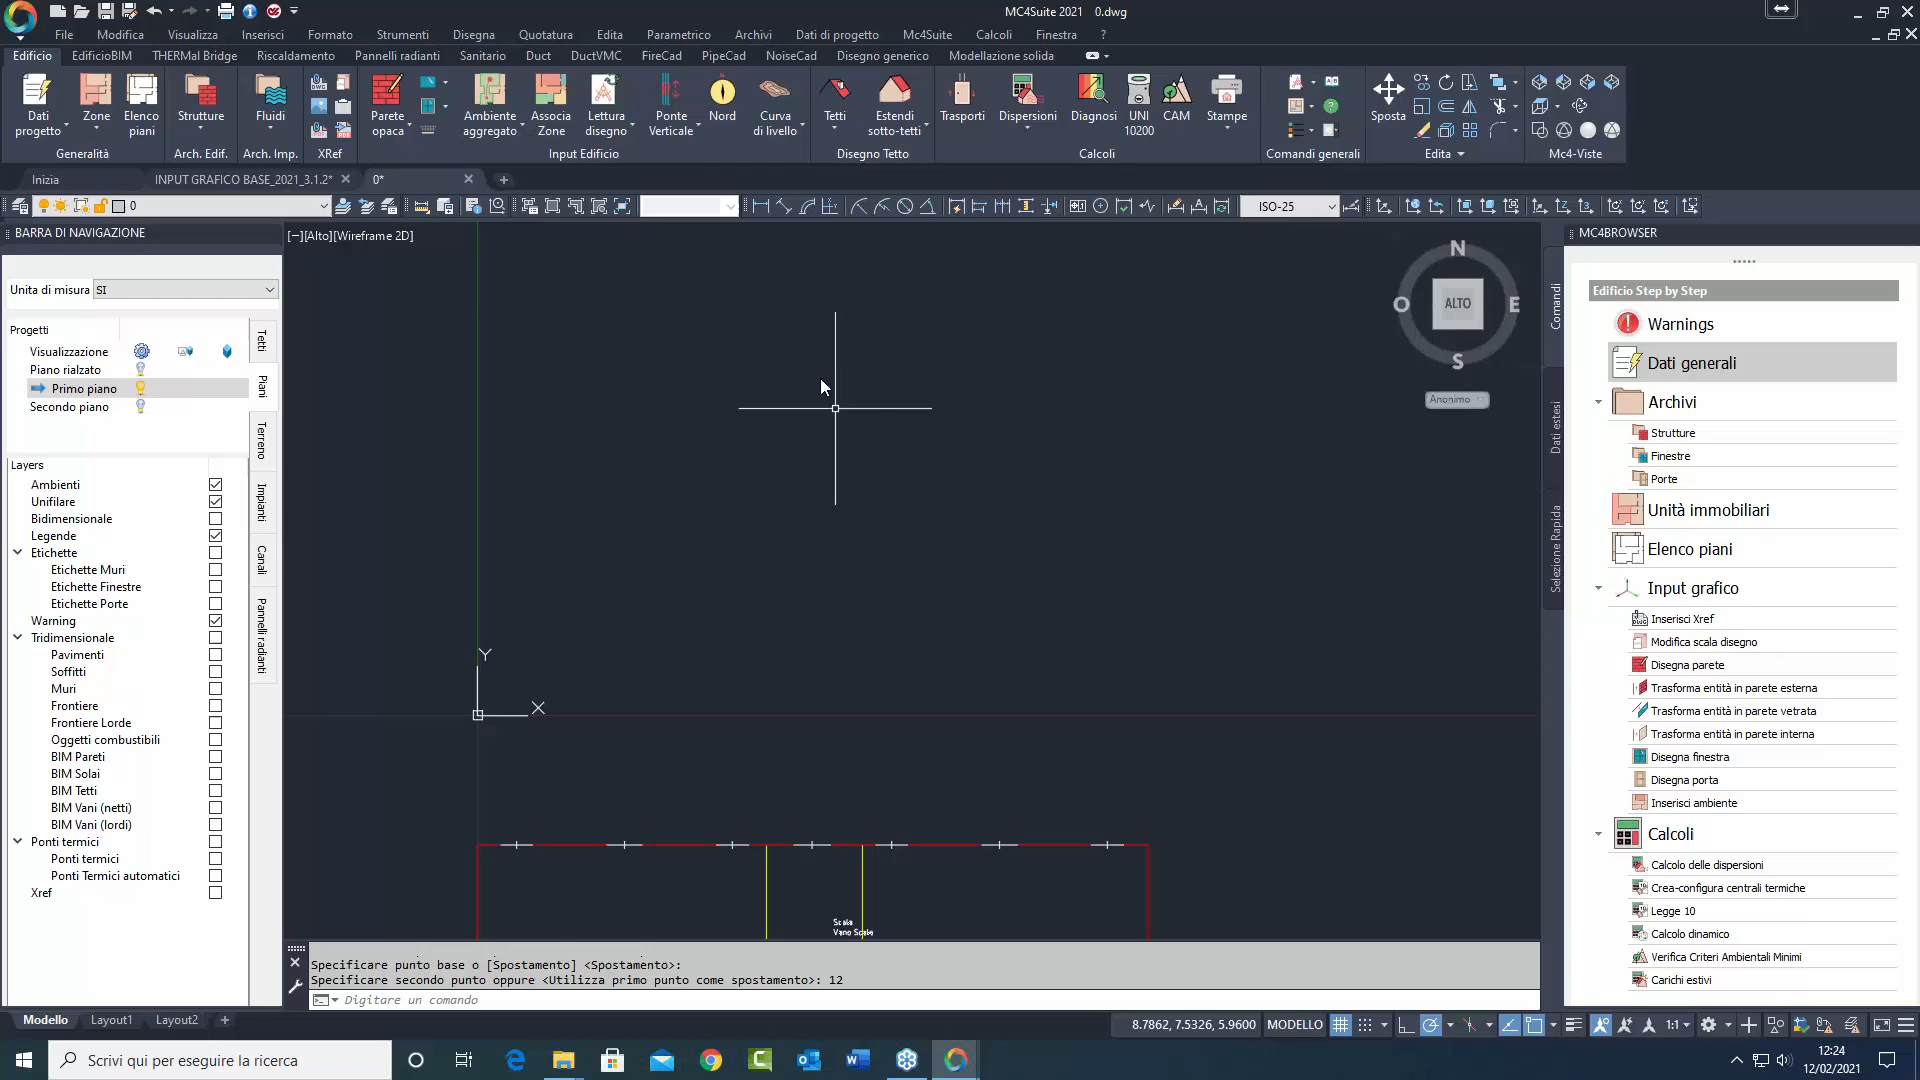 MC4Suite 2021 0.dwg
File Modifica Visualizza Inserisci Formato Strumenti Disegna Quotatura Edita Parametrico Archivi Dati di progetto Mc4Suite Calcoli Finestra ?
Edificio EdificioBIM THERMal Bridge Riscaldamento Pannelli radianti Sanitario Duct DuctVMC FireCad PipeCad NoiseCad Disegno generico Modellazione solida
Dati progetto
Zone
Elenco piani
Strutture
Fluidi
Parete opaca
Ambiente aggregato
Associa Zone
Lettura disegno
Ponte Verticale
Nord
Curva di livello
Tetti
Estendi sotto-tetti
Trasporti
Dispersioni
Diagnosi
UNI 10200
CAM
Stampe
Sposta
Generalità Arch. Edif. Arch. Imp. XRef Input Edificio Disegno Tetto Calcoli Comandi generali Edita Mc4-Viste
Inizia INPUT GRAFICO BASE_2021_3.1.2* 0*
0
ISO-25
BARRA DI NAVIGAZIONE
Unita di misura SI
Progetti
Visualizzazione
Piano rialzato
Primo piano
Secondo piano
Tetti
Piani
Terreno
Impianti
Canali
Pannelli radianti
Layers
Ambienti
Unifilare
Bidimensionale
Legende
Etichette
Etichette Muri
Etichette Finestre
Etichette Porte
Warning
Tridimensionale
Pavimenti
Soffitti
Muri
Frontiere
Frontiere Lorde
Oggetti combustibili
BIM Pareti
BIM Solai
BIM Tetti
BIM Vani (netti)
BIM Vani (lordi)
Ponti termici
Ponti termici
Ponti Termici automatici
Xref
[−][Alto][Wireframe 2D]
N
O ALTO E
S
Anonimo
Y
X
Scale
Vano Scale
Comandi
Dati estesi
Selezione Rapida
MC4BROWSER
Edificio Step by Step
Warnings
Dati generali
Archivi
Strutture
Finestre
Porte
Unità immobiliari
Elenco piani
Input grafico
Inserisci Xref
Modifica scala disegno
Disegna parete
Trasforma entità in parete esterna
Trasforma entità in parete vetrata
Trasforma entità in parete interna
Disegna finestra
Disegna porta
Inserisci ambiente
Calcoli
Calcolo delle dispersioni
Crea-configura centrali termiche
Legge 10
Calcolo dinamico
Verifica Criteri Ambientali Minimi
Carichi estivi
Specificare punto base o [Spostamento] <Spostamento>:
Specificare secondo punto oppure <Utilizza primo punto come spostamento>: 12
Digitare un comando
Modello Layout1 Layout2 +
8.7862, 7.5326, 5.9600 MODELLO 1:1
Scrivi qui per eseguire la ricerca
12:24
12/02/2021